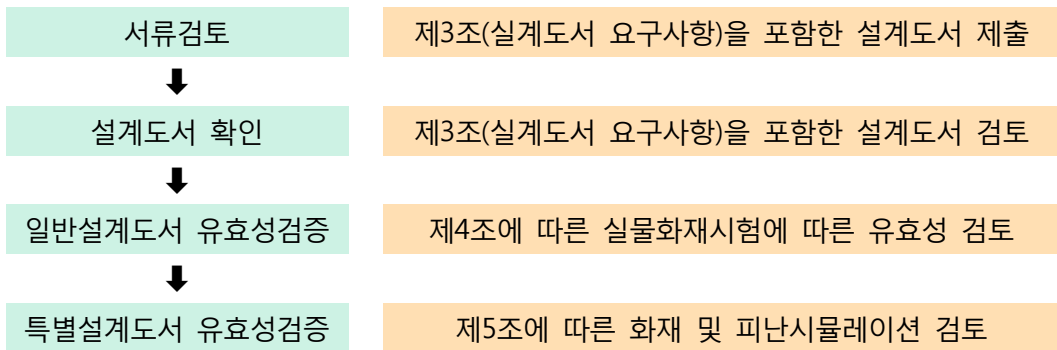 서류검토
제3조(실계도서 요구사항)을 포함한 설계도서 제출
설계도서 확인
제3조(실계도서 요구사항)을 포함한 설계도서 검토
일반설계도서 유효성검증
제4조에 따른 실물화재시험에 따른 유효성 검토
특별설계도서 유효성검증
제5조에 따른 화재 및 피난시뮬레이션 검토